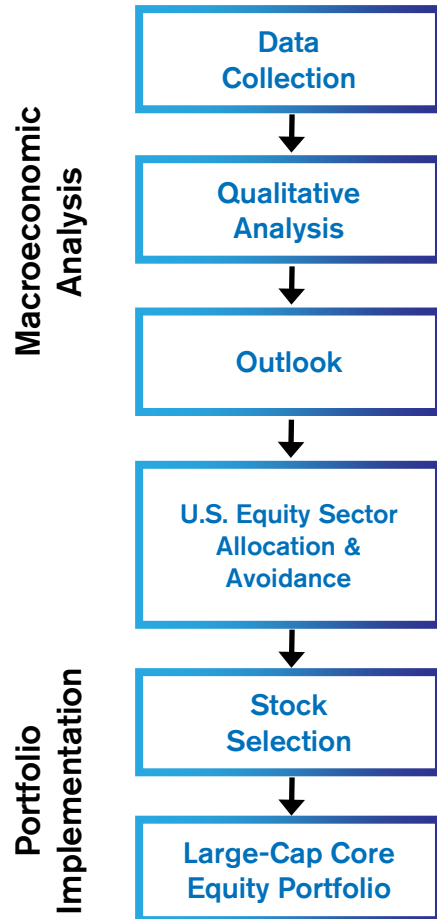 Macroeconomic
Analysis
Data
Collection
Qualitative
Analysis
Outlook
U.S. Equity Sector
Allocation &
Avoidance
Portfolio
Implementation
Stock
Selection
Large-Cap Core
Equity Portfolio